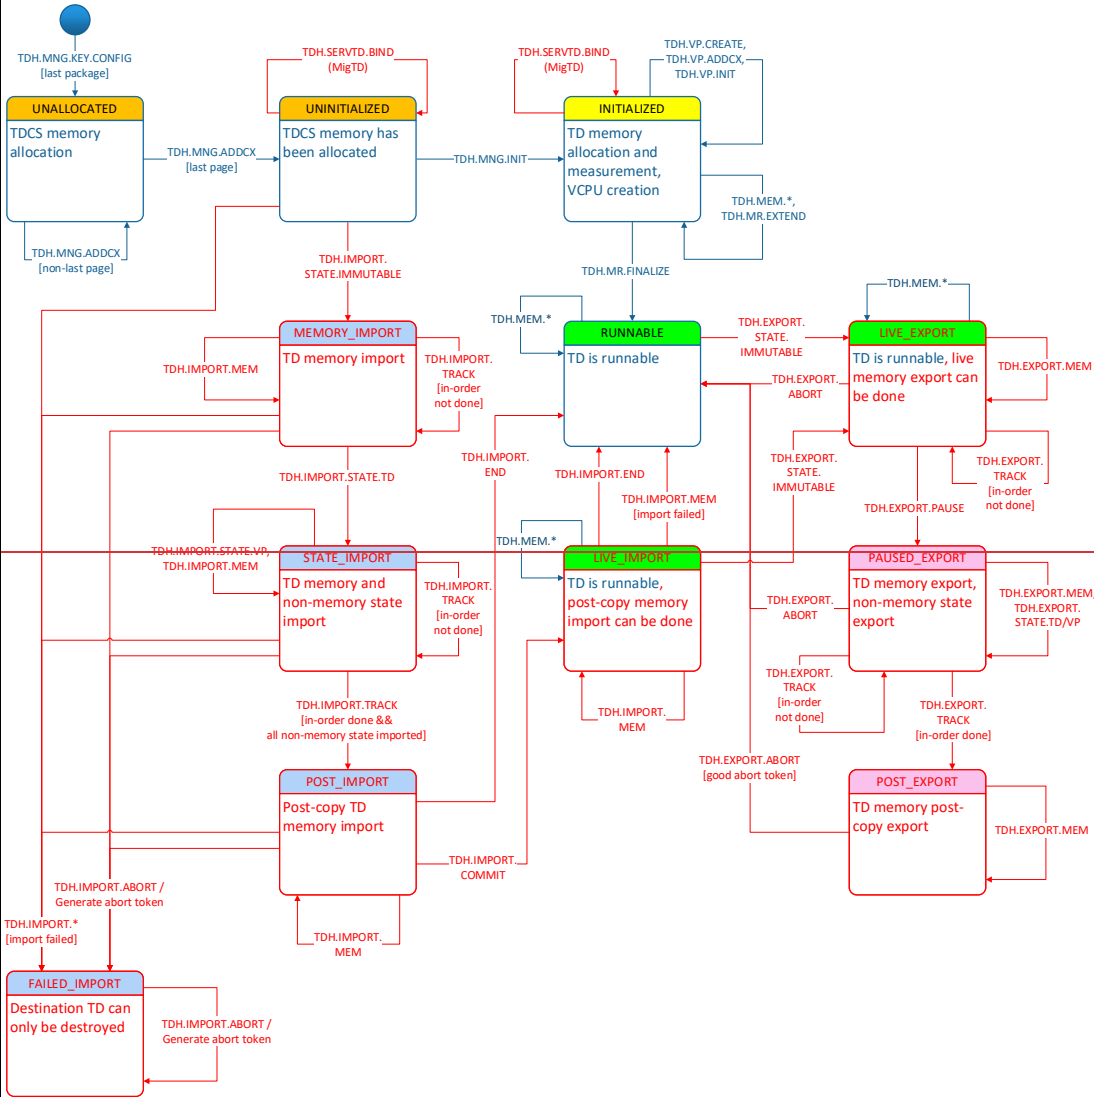 TDH.MNG.KEY.CONFIG
[last package]
UNALLOCATED
TDCS memory
allocation
TDH.MNG.ADDCX
[last page]
TDH.MNG.ADDCX
[non-last page]
TDH.SERVTD.BIND
(MigTD)
UNINITIALIZED
TDCS memory has
been allocated
TDH.MNG.INIT
TDH.SERVTD.BIND
(MigTD)
TDH.VP.CREATE,
TDH.VP.ADDCX,
TDH.VP.INIT
INITIALIZED
TD memory
allocation and
measurement,
VCPU creation
TDH.MEM.*,
TDH.MR.EXTEND
TDH.IMPORT.
STATE.IMMUTABLE
TDH.MR.FINALIZE
MEMORY_IMPORT
TD memory import
TDH.IMPORT.MEM
TDH.IMPORT.
TRACK
[in-order
not done]
TDH.MEM.*
RUNNABLE
TD is runnable
TDH.EXPORT.
STATE.
IMMUTABLE
TDH.EXPORT.
ABORT
TDH.MEM.*
LIVE_EXPORT
TD is runnable, live
memory export can
be done
TDH.EXPORT.MEM
TDH.EXPORT.
TRACK
[in-order
not done]
TDH.IMPORT.STATE.TD
TDH.IMPORT.
END
TDH.IMPORT.END
TDH.IMPORT.MEM
[import failed]
TDH.EXPORT.
STATE.
IMMUTABLE
TDH.EXPORT.PAUSE
TDH.IMPORT.STATE.VP,
TDH.IMPORT.MEM
STATE_IMPORT
TD memory and
non-memory state
import
TDH.IMPORT.
TRACK
[in-order
not done]
TDH.MEM.*
LIVE_IMPORT
TD is runnable,
post-copy memory
import can be done
TDH.IMPORT.
MEM
TDH.EXPORT.
ABORT
PAUSED_EXPORT
TD memory export,
non-memory state
export
TDH.EXPORT.MEM,
TDH.EXPORT.
STATE.TD/VP
TDH.EXPORT.
TRACK
[in-order
not done]
TDH.EXPORT.
TRACK
[in-order done]
TDH.IMPORT.TRACK
[in-order done &&
all non-memory state imported]
TDH.EXPORT.ABORT
[good abort token]
POST_IMPORT
Post-copy TD
memory import
TDH.IMPORT.
COMMIT
TDH.IMPORT.
MEM
POST_EXPORT
TD memory post-
copy export
TDH.EXPORT.MEM
TDH.IMPORT.ABORT /
Generate abort token
TDH.IMPORT.*
[import failed]
FAILED_IMPORT
Destination TD can
only be destroyed
TDH.IMPORT.ABORT /
Generate abort token